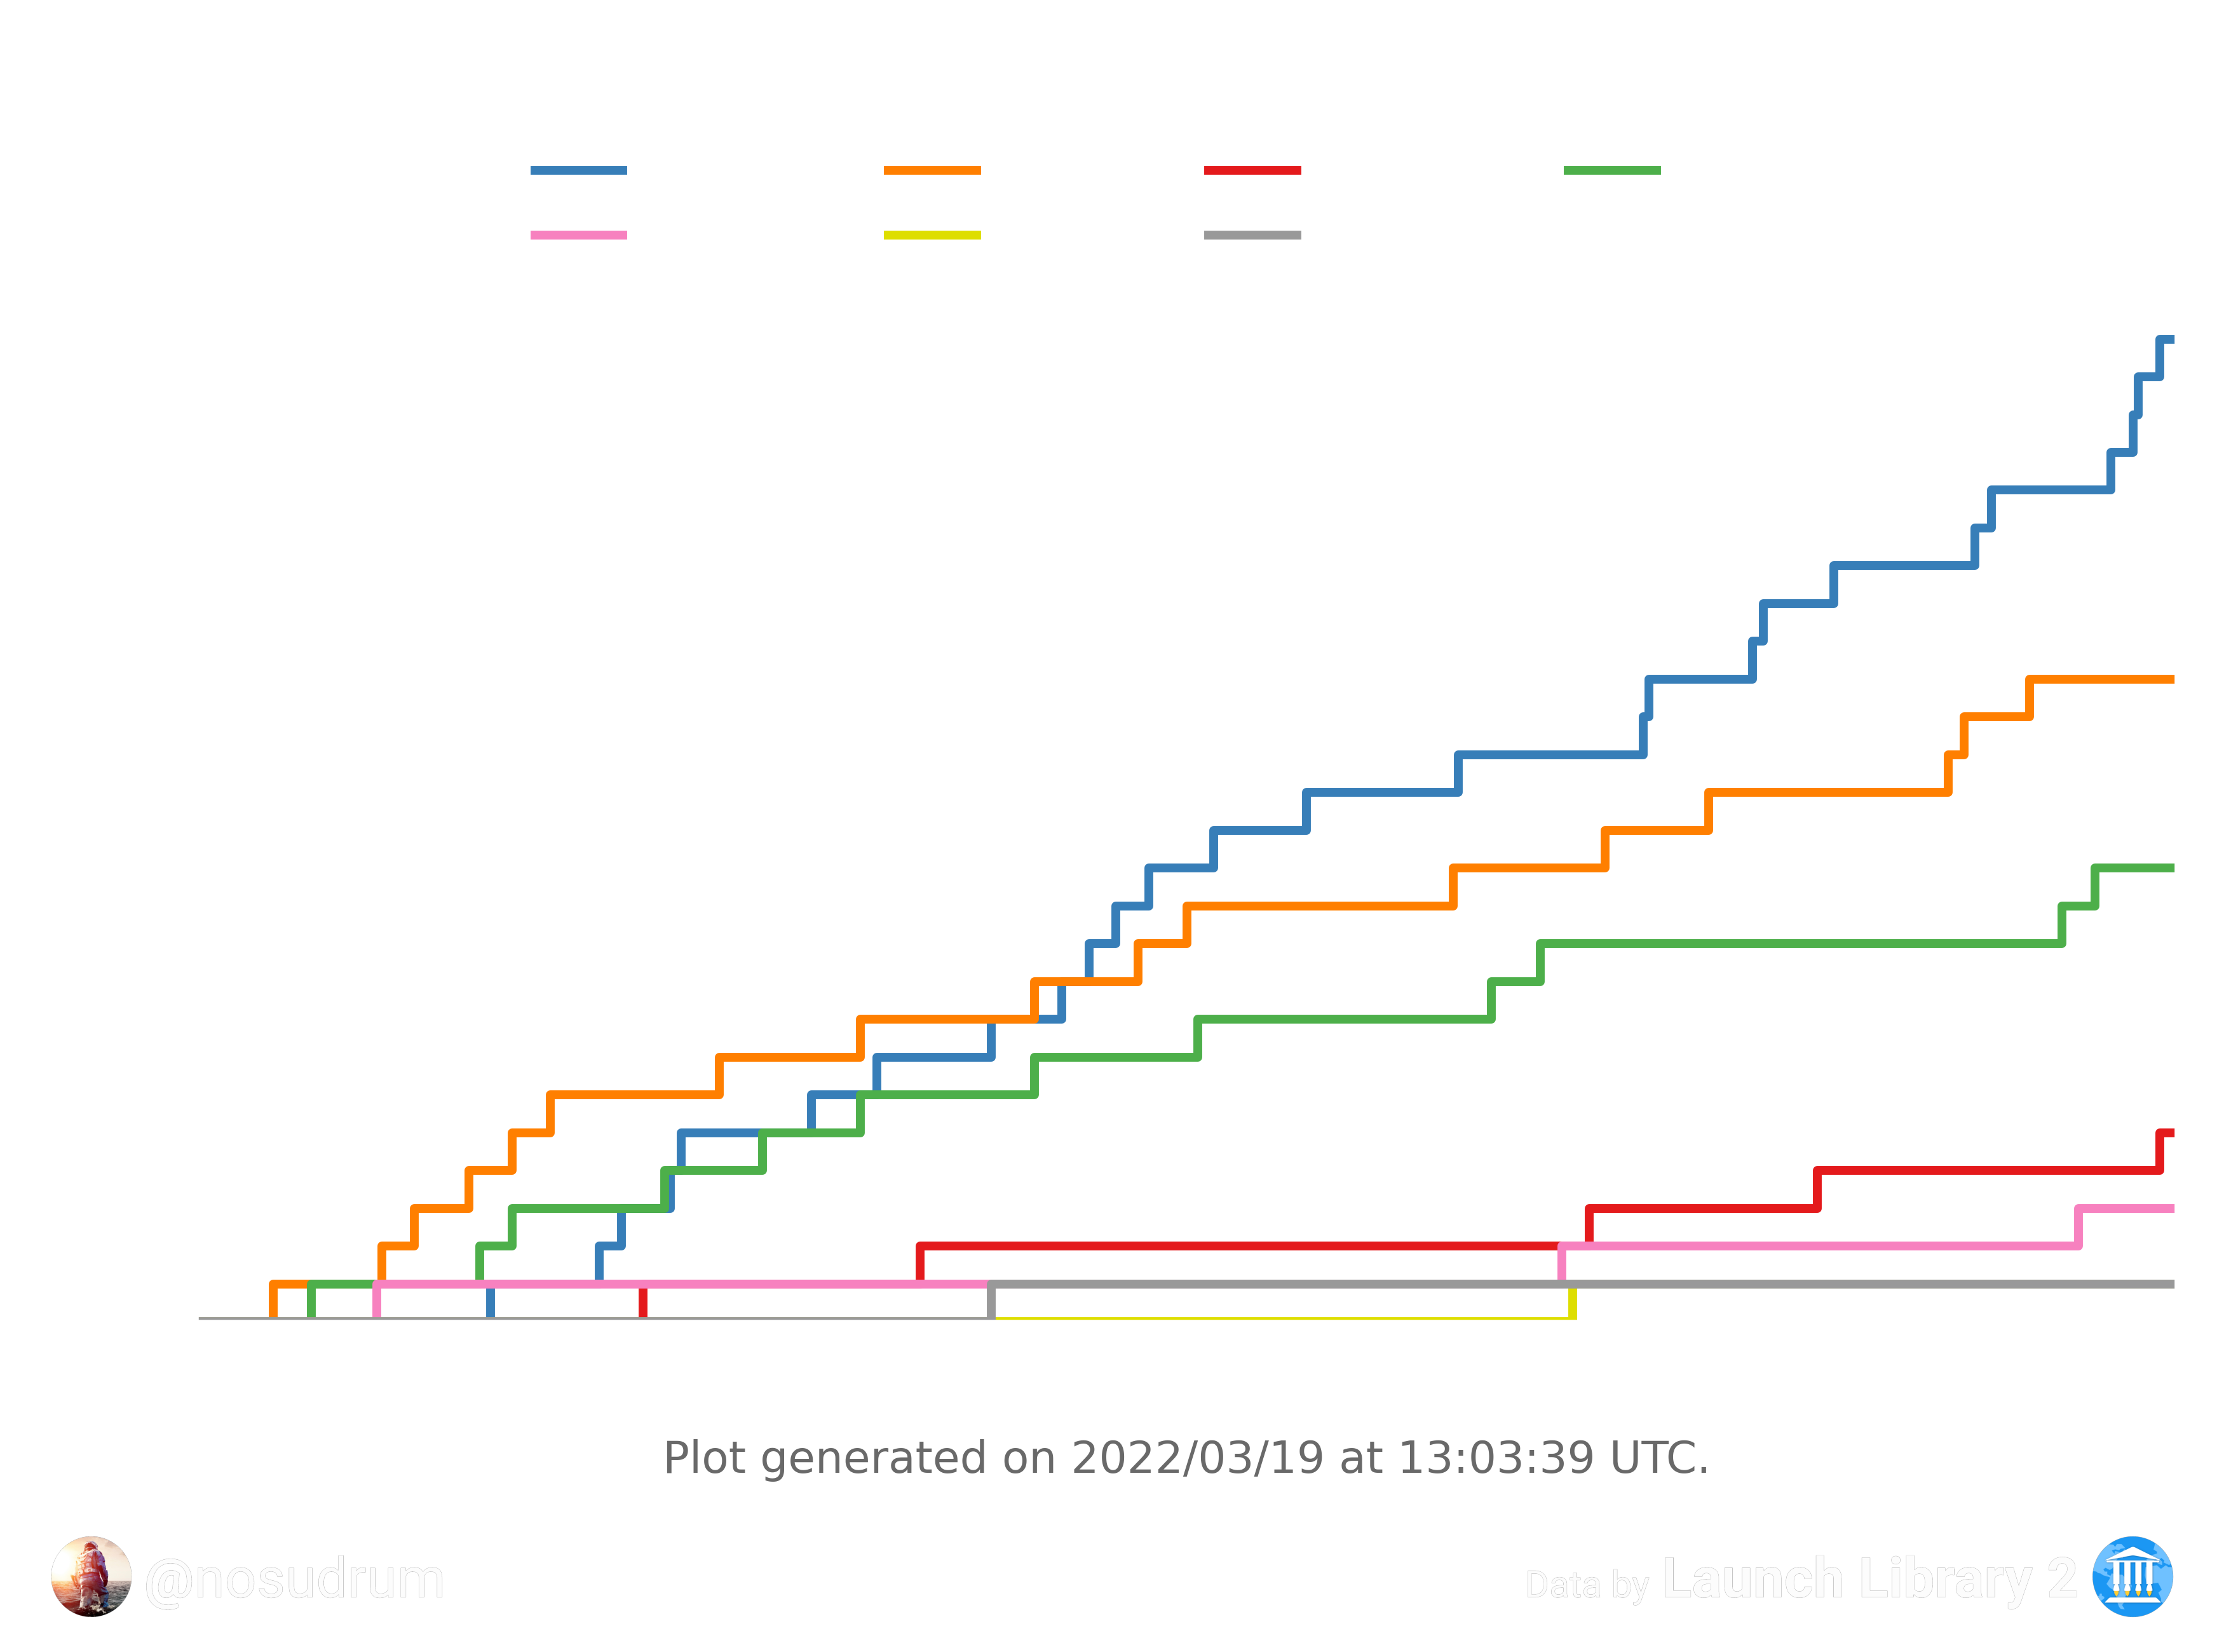 Plot generated on 2022/03/19 at 13:03:39 UTC.
@nosudrum
Data by Launch Library 2